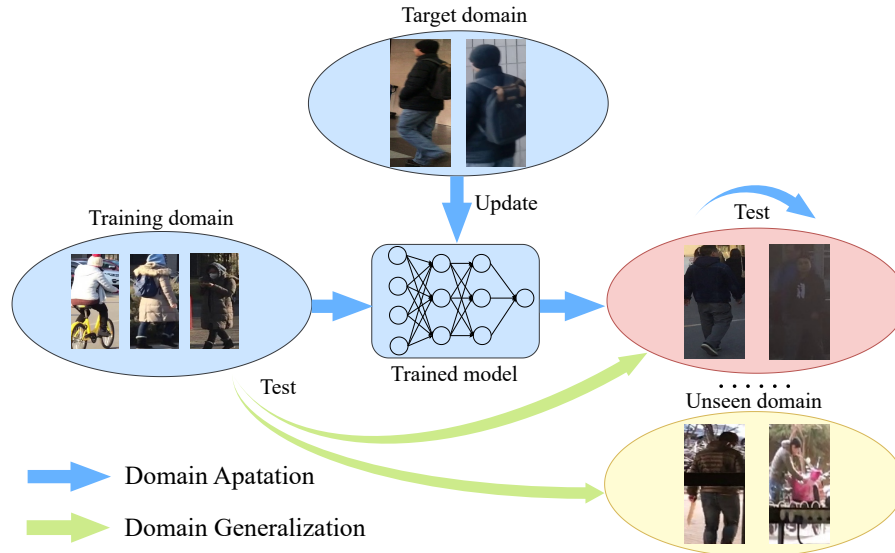 Target domain
Update
Training domain
Test
Trained model
Test
......
Unseen domain
Domain Apatation
Domain Generalization